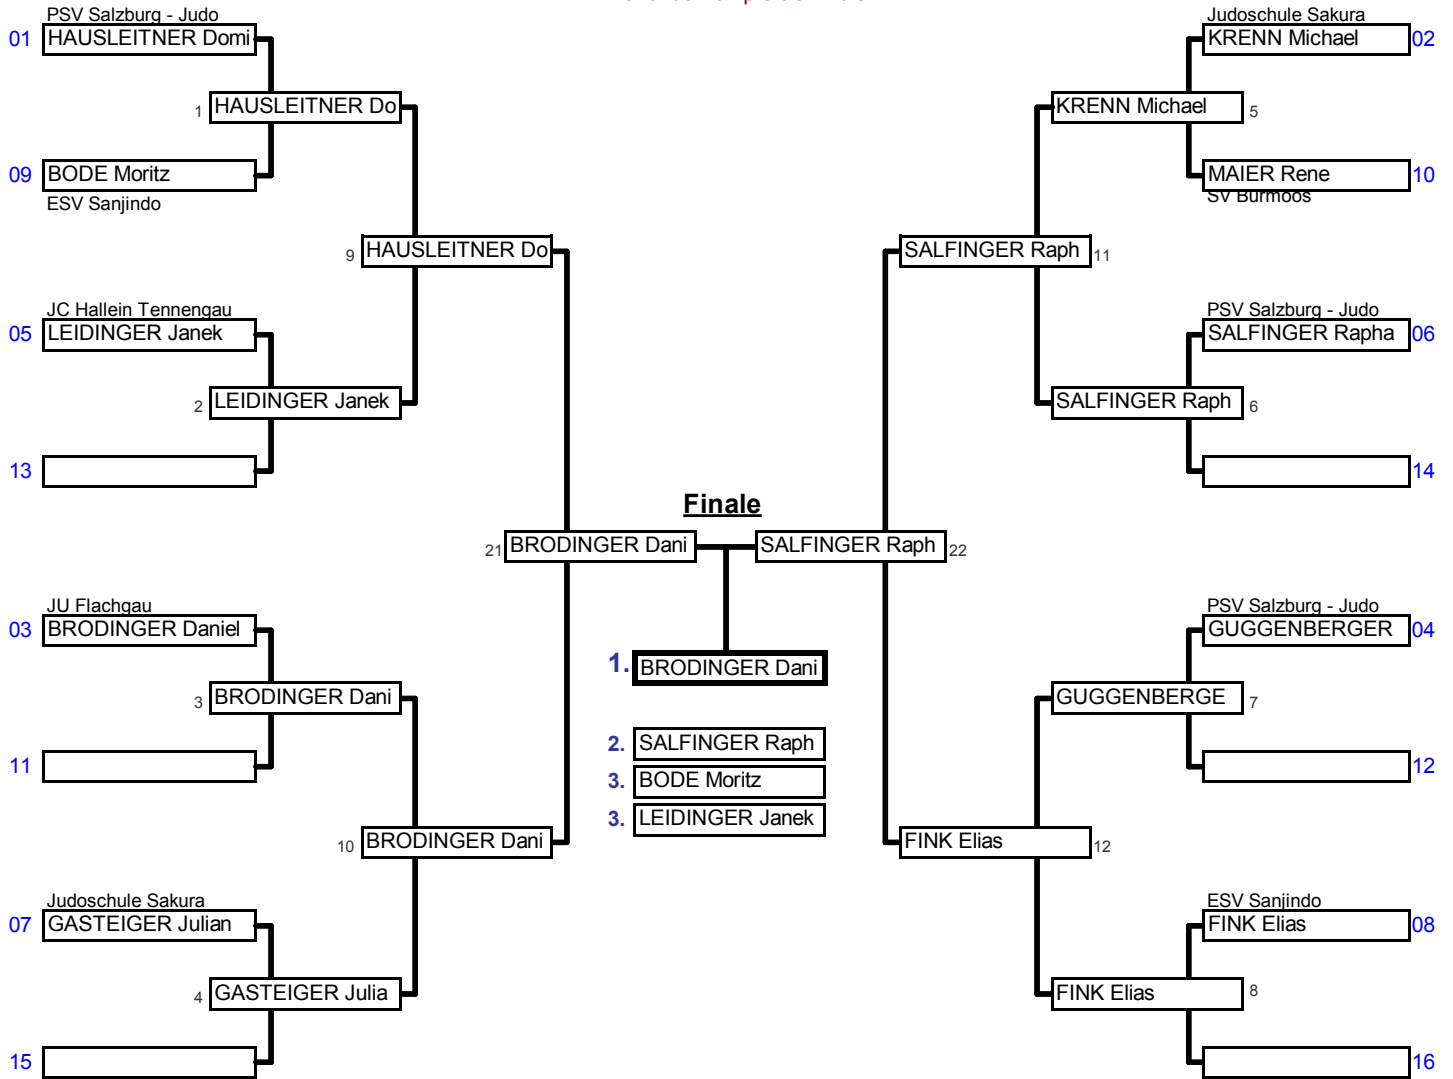 PSV Salzburg - Judo
01 HAUSLEITNER Domi
1 HAUSLEITNER Do
09 BODE Moritz
ESV Sanjindo
9 HAUSLEITNER Do
JC Hallein Tennengau
05 LEIDINGER Janek
2 LEIDINGER Janek
13
21 BRODINGER Dani
JU Flachgau
03 BRODINGER Daniel
3 BRODINGER Dani
11
10 BRODINGER Dani
Judoschule Sakura
07 GASTEIGER Julian
4 GASTEIGER Julia
15
Finale
1. BRODINGER Dani
2. SALFINGER Raph
3. BODE Moritz
3. LEIDINGER Janek
Judoschule Sakura
KRENN Michael 02
KRENN Michael 5
MAIER Rene 10
SV Bürmoos
SALFINGER Raph 11
PSV Salzburg - Judo
SALFINGER Rapha 06
SALFINGER Raph 6
14
SALFINGER Raph 22
PSV Salzburg - Judo
GUGGENBERGER 04
GUGGENBERGE 7
12
FINK Elias 12
ESV Sanjindo
FINK Elias 08
FINK Elias 8
16